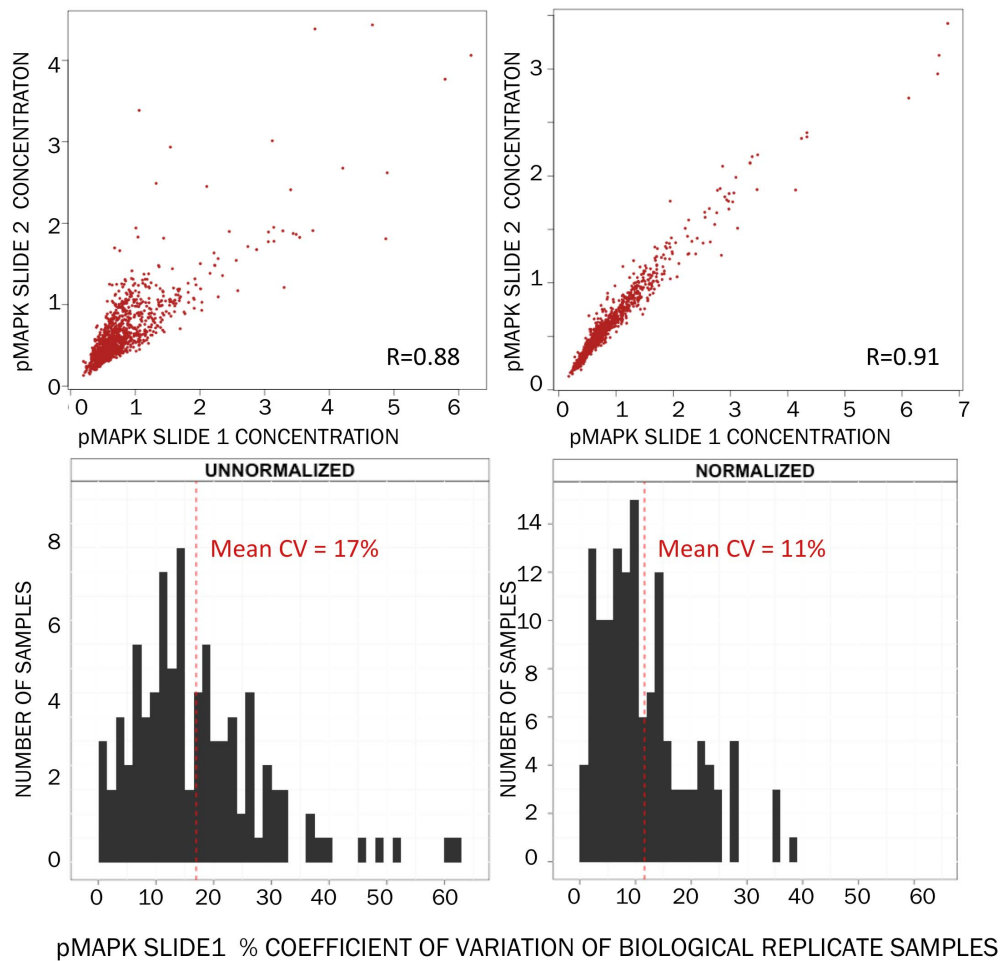 pMAPK SLIDE 2 CONCENTRATON
4
3
2
1
0
R=0.88
0 1 2 3 4 5 6
pMAPK SLIDE 1 CONCENTRATION
pMAPK SLIDE 2 CONCENTRATON
3
2
1
0
R=0.91
0 1 2 3 4 5 6 7
pMAPK SLIDE 1 CONCENTRATION
UNNORMALIZED
NUMBER OF SAMPLES
8
6
4
2
0
Mean CV = 17%
0 10 20 30 40 50 60
NORMALIZED
NUMBER OF SAMPLES
14
12
10
8
6
4
2
0
Mean CV = 11%
0 10 20 30 40 50 60
pMAPK SLIDE1 % COEFFICIENT OF VARIATION OF BIOLOGICAL REPLICATE SAMPLES